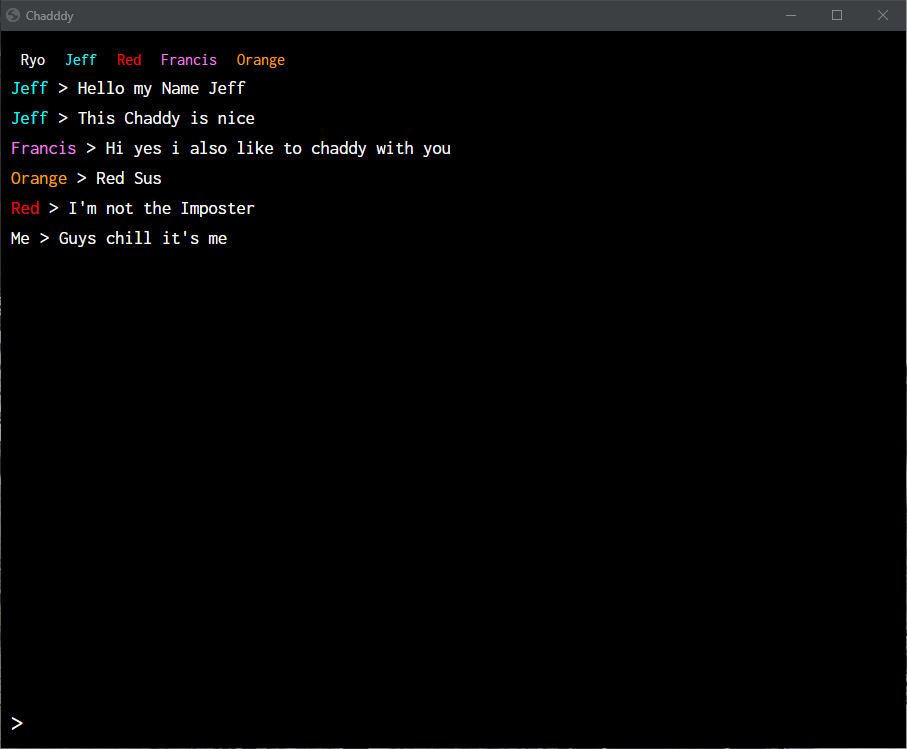 Chadddy
Ryo Jeff Red Francis Orange
Jeff > Hello my Name Jeff
Jeff > This Chaddy is nice
Francis > Hi yes i also like to chaddy with you
Orange > Red Sus
Red > I'm not the Imposter
Me > Guys chill it's me
>